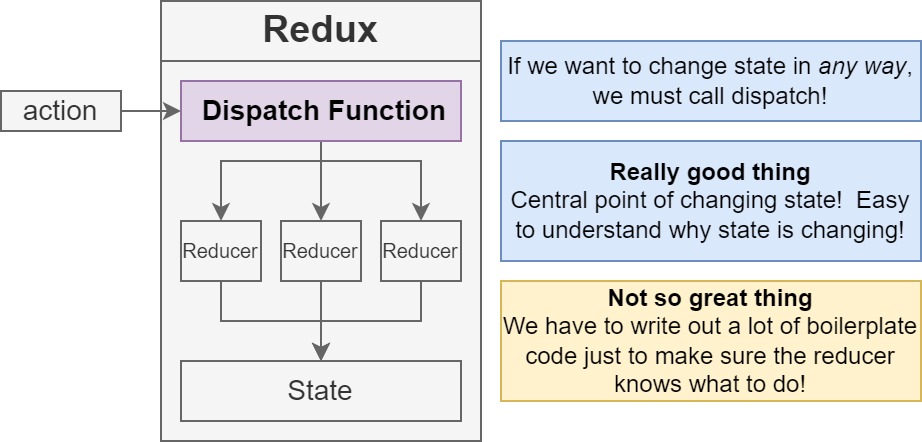 Redux
action
Dispatch Function
Reducer
Reducer
Reducer
State
If we want to change state in any way,
we must call dispatch!
Really good thing
Central point of changing state!  Easy
to understand why state is changing!
Not so great thing
We have to write out a lot of boilerplate
code just to make sure the reducer
knows what to do!